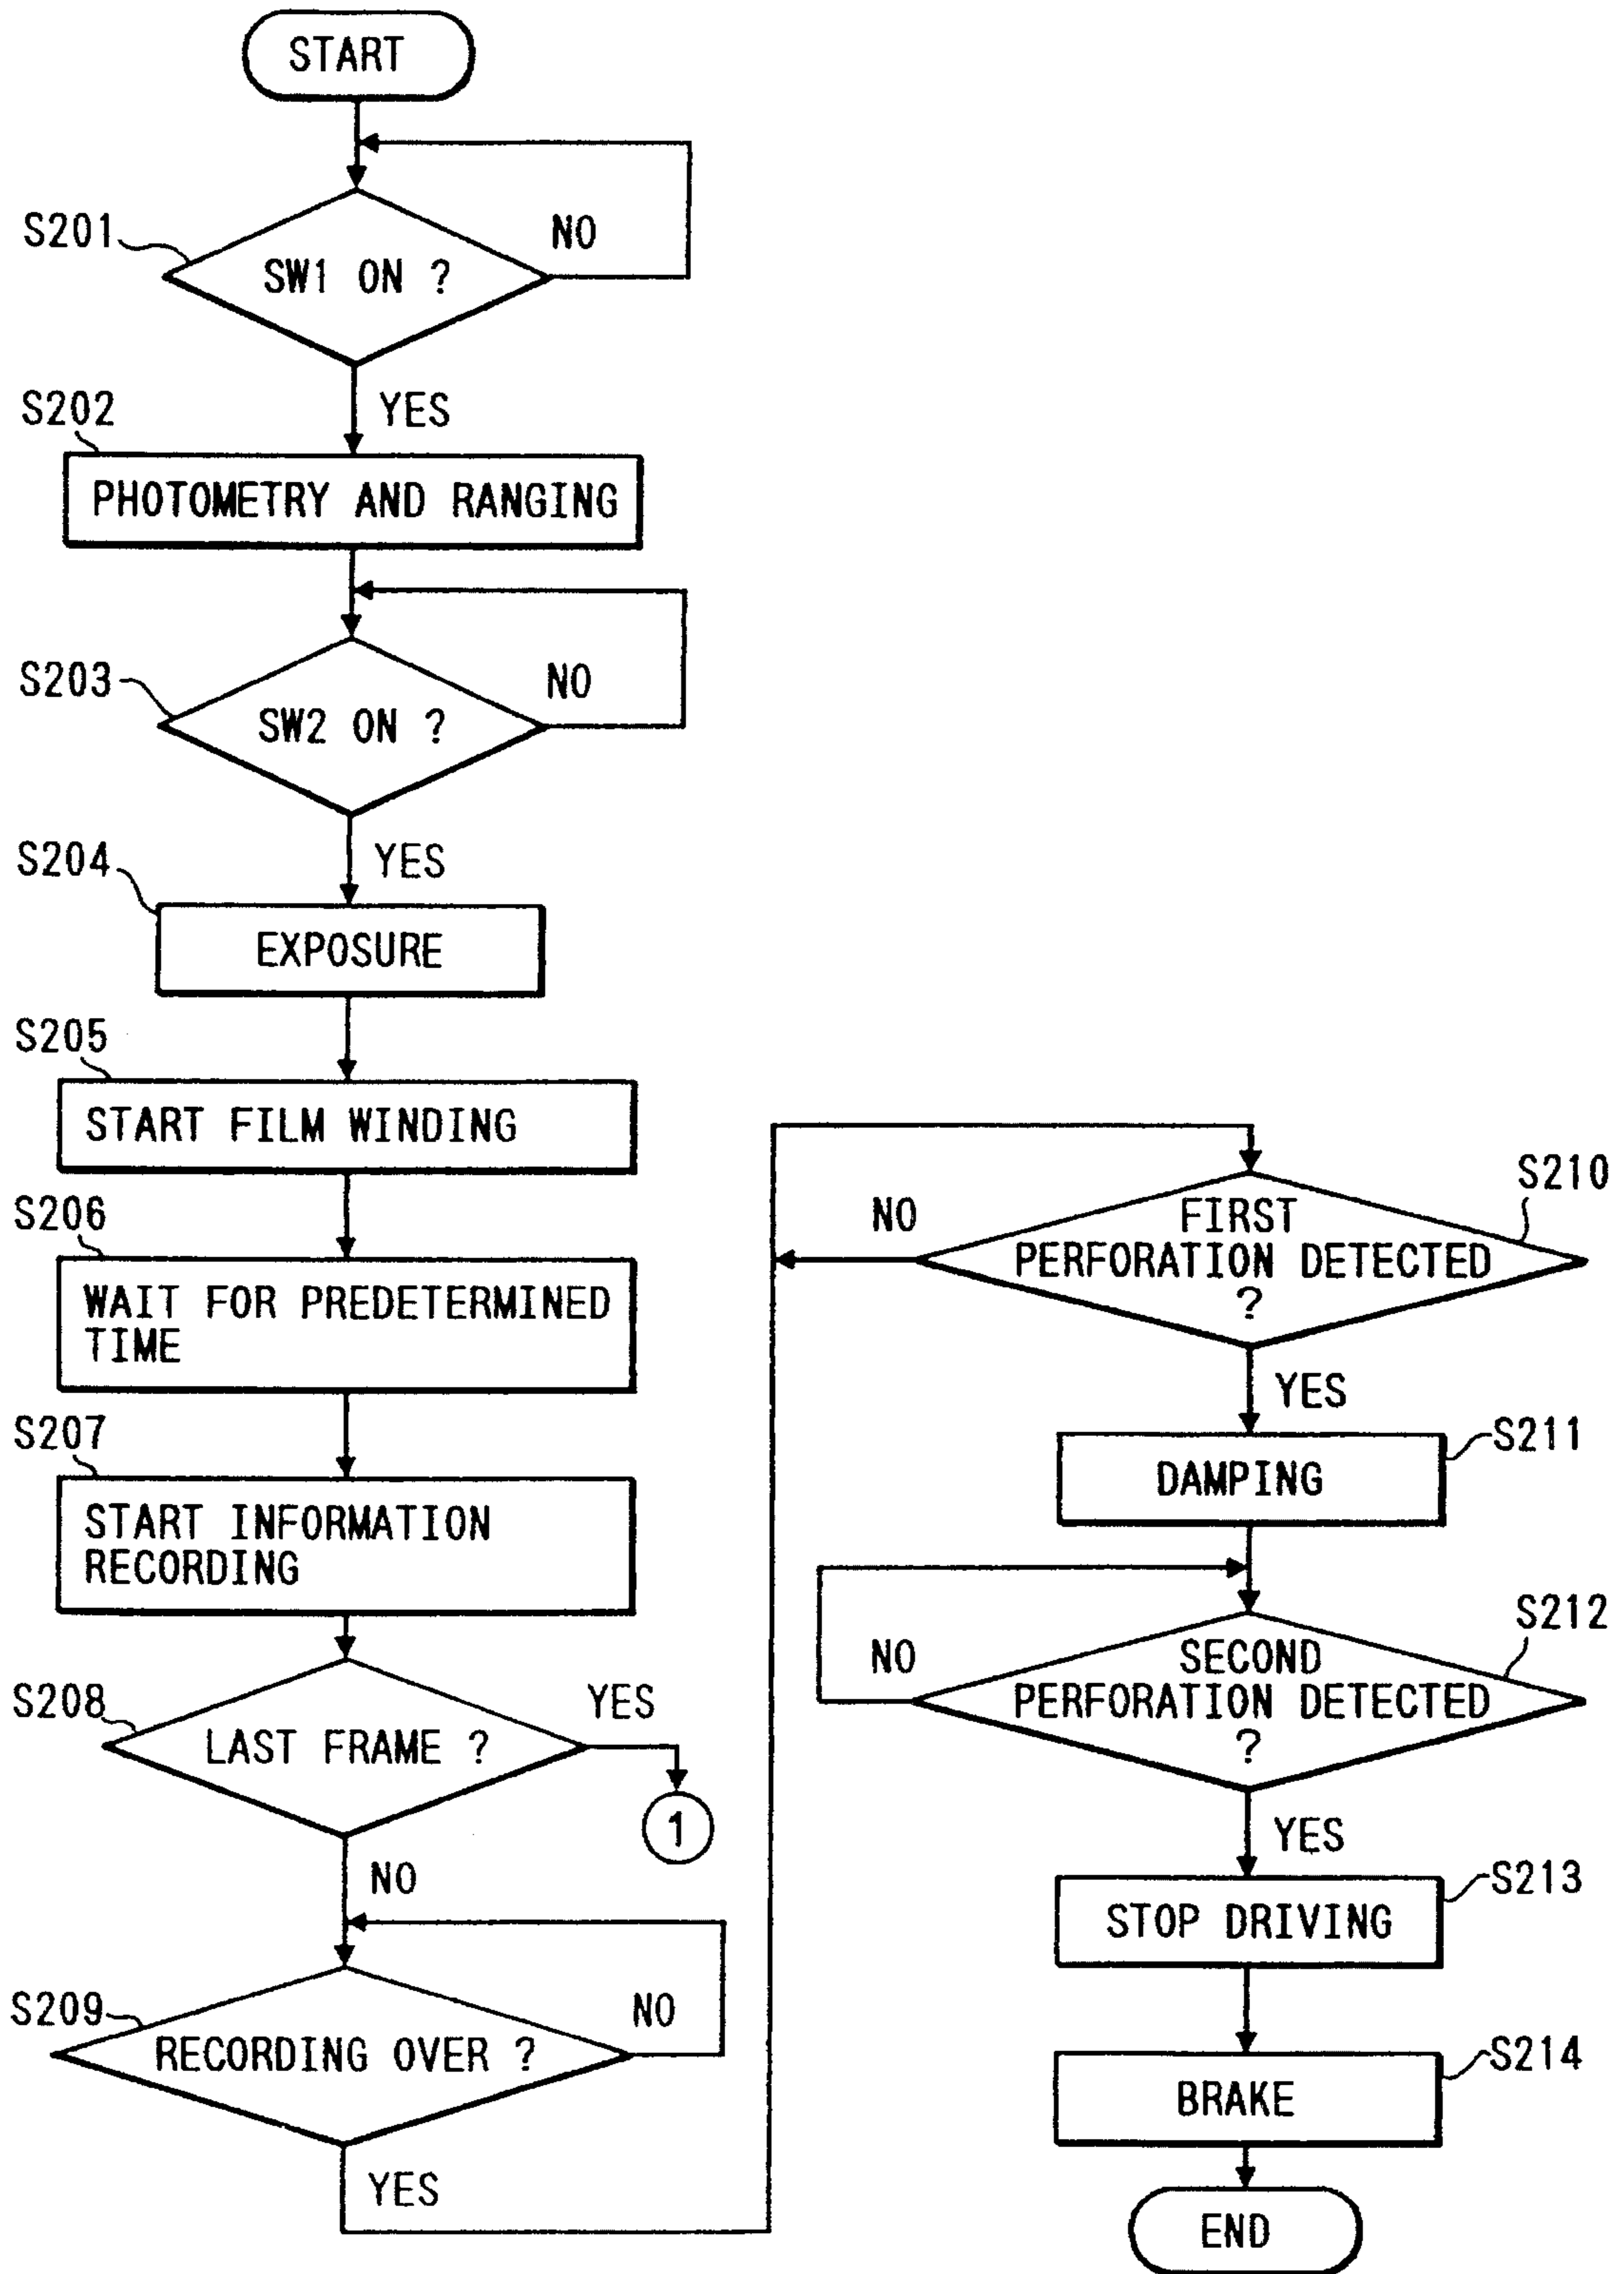 START
S201
NO
SW1 ON ?
YES
S202
PHOTOMETRY AND RANGING
S203
NO
SW2 ON ?
YES
S204
EXPOSURE
S205
START FILM WINDING
S206
WAIT FOR PREDETERMINED
TIME
S207
START INFORMATION
RECORDING
S208
YES
LAST FRAME ?
1
NO
S209
NO
RECORDING OVER ?
YES
S210
NO
FIRST
PERFORATION DETECTED
?
YES
S211
DAMPING
S212
NO
SECOND
PERFORATION DETECTED
?
YES
S213
STOP DRIVING
S214
BRAKE
END